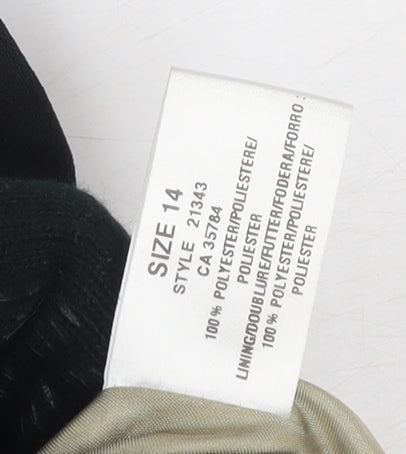 SIZE 14
STYLE 21343
CA 35784
100 % POLYESTER/POLIESTERE/
POLIESTER
LINING/DOUBLURE/FUTTER/FODERA/FORRO :
100 % POLYESTER/POLIESTERE/
POLIESTER